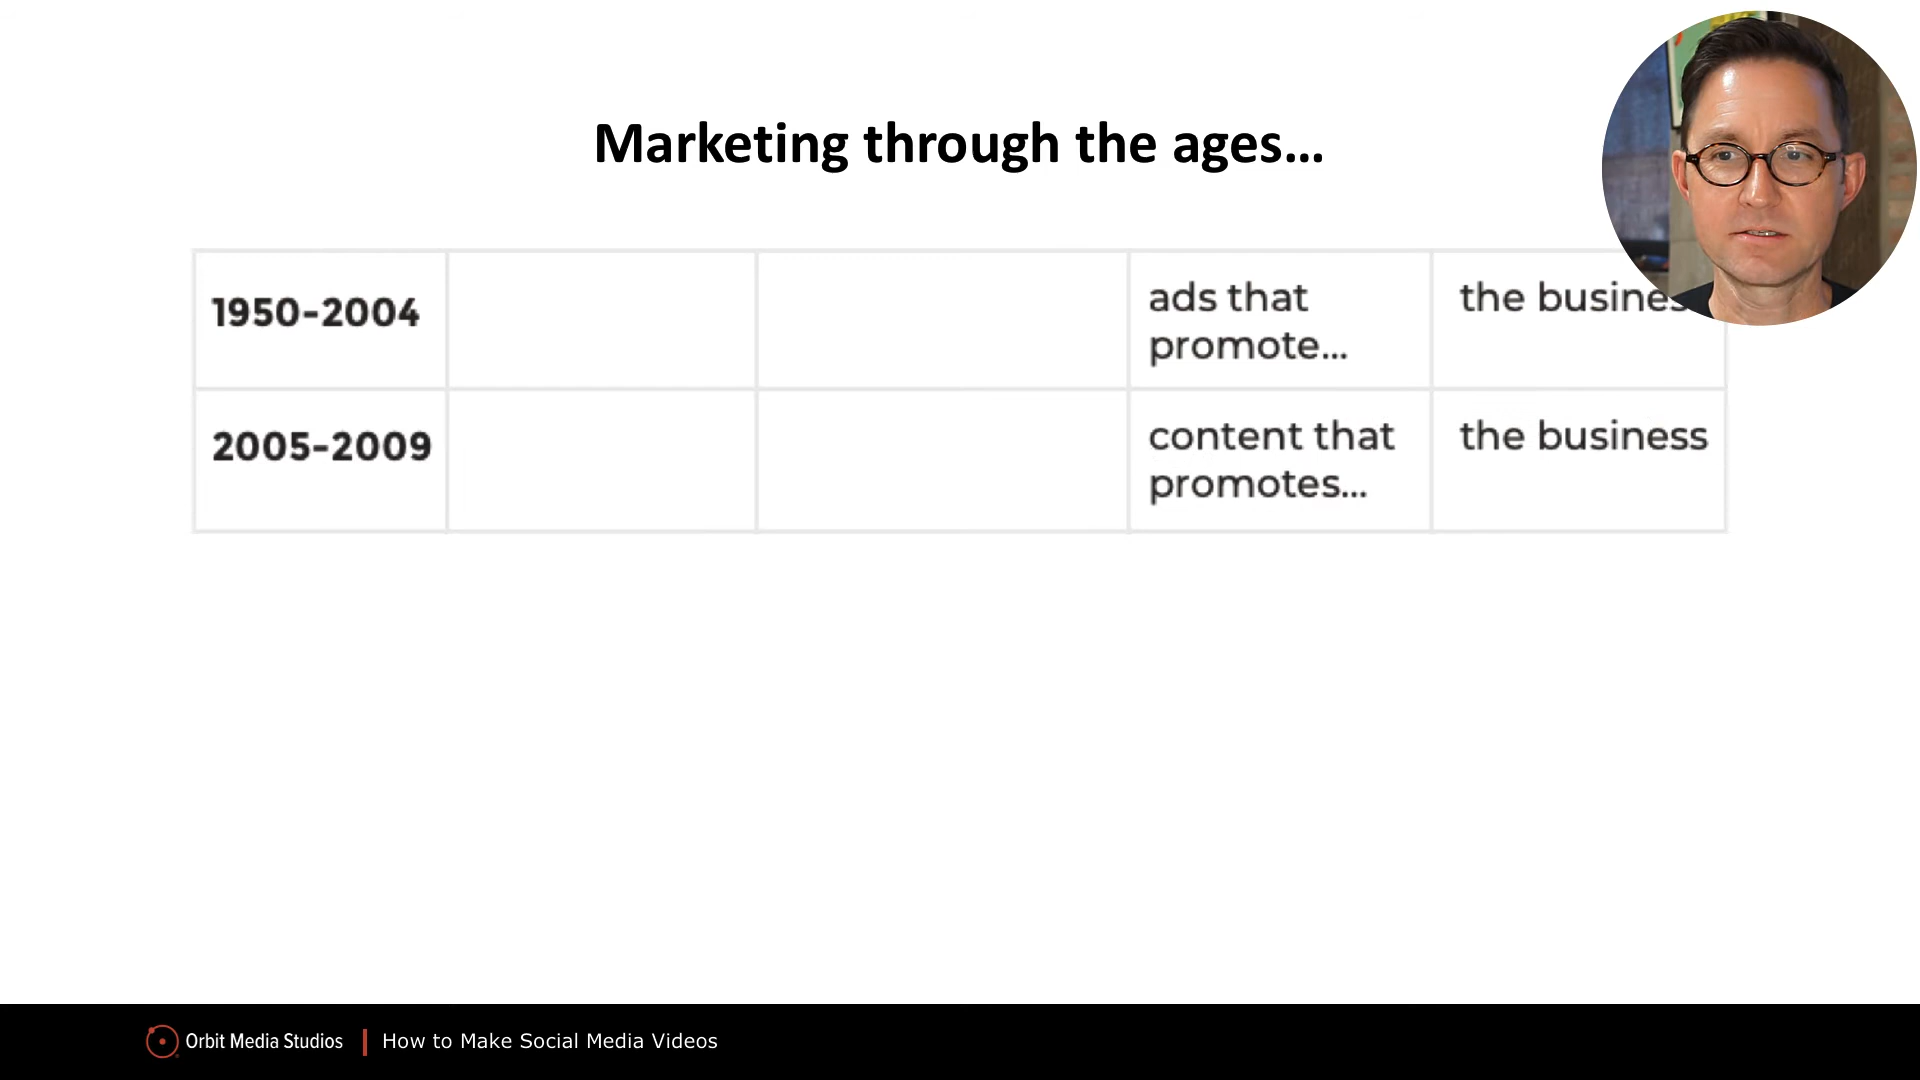 Marketing through the ages...
1950-2004
ads that
promote...
the
2005-2009
content that
promotes...
the business
Orbit Media Studios | How to Make Social Media Videos